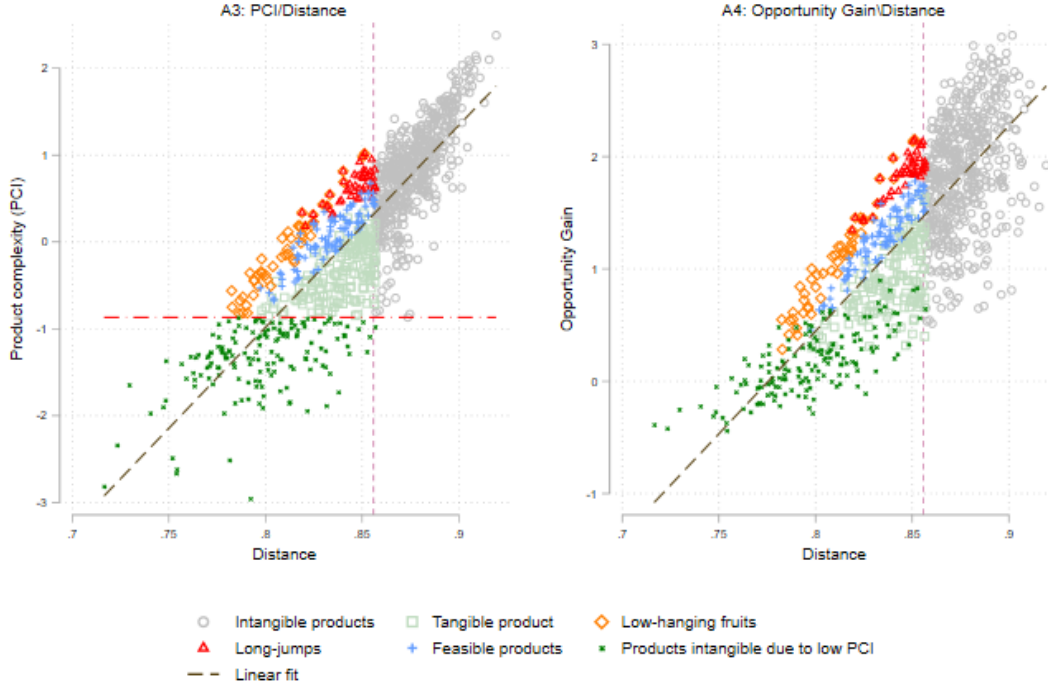 A3: PCI/Distance
Product complexity (PCI)
2
1
0
-1
-2
-3
.7 .75 .8 .85 .9
Distance
A4: Opportunity Gain\Distance
Opportunity Gain
3
2
1
0
-1
.7 .75 .8 .85 .9
Distance
Intangible products Tangible product Low-hanging fruits
Long-jumps Feasible products Products intangible due to low PCI
Linear fit